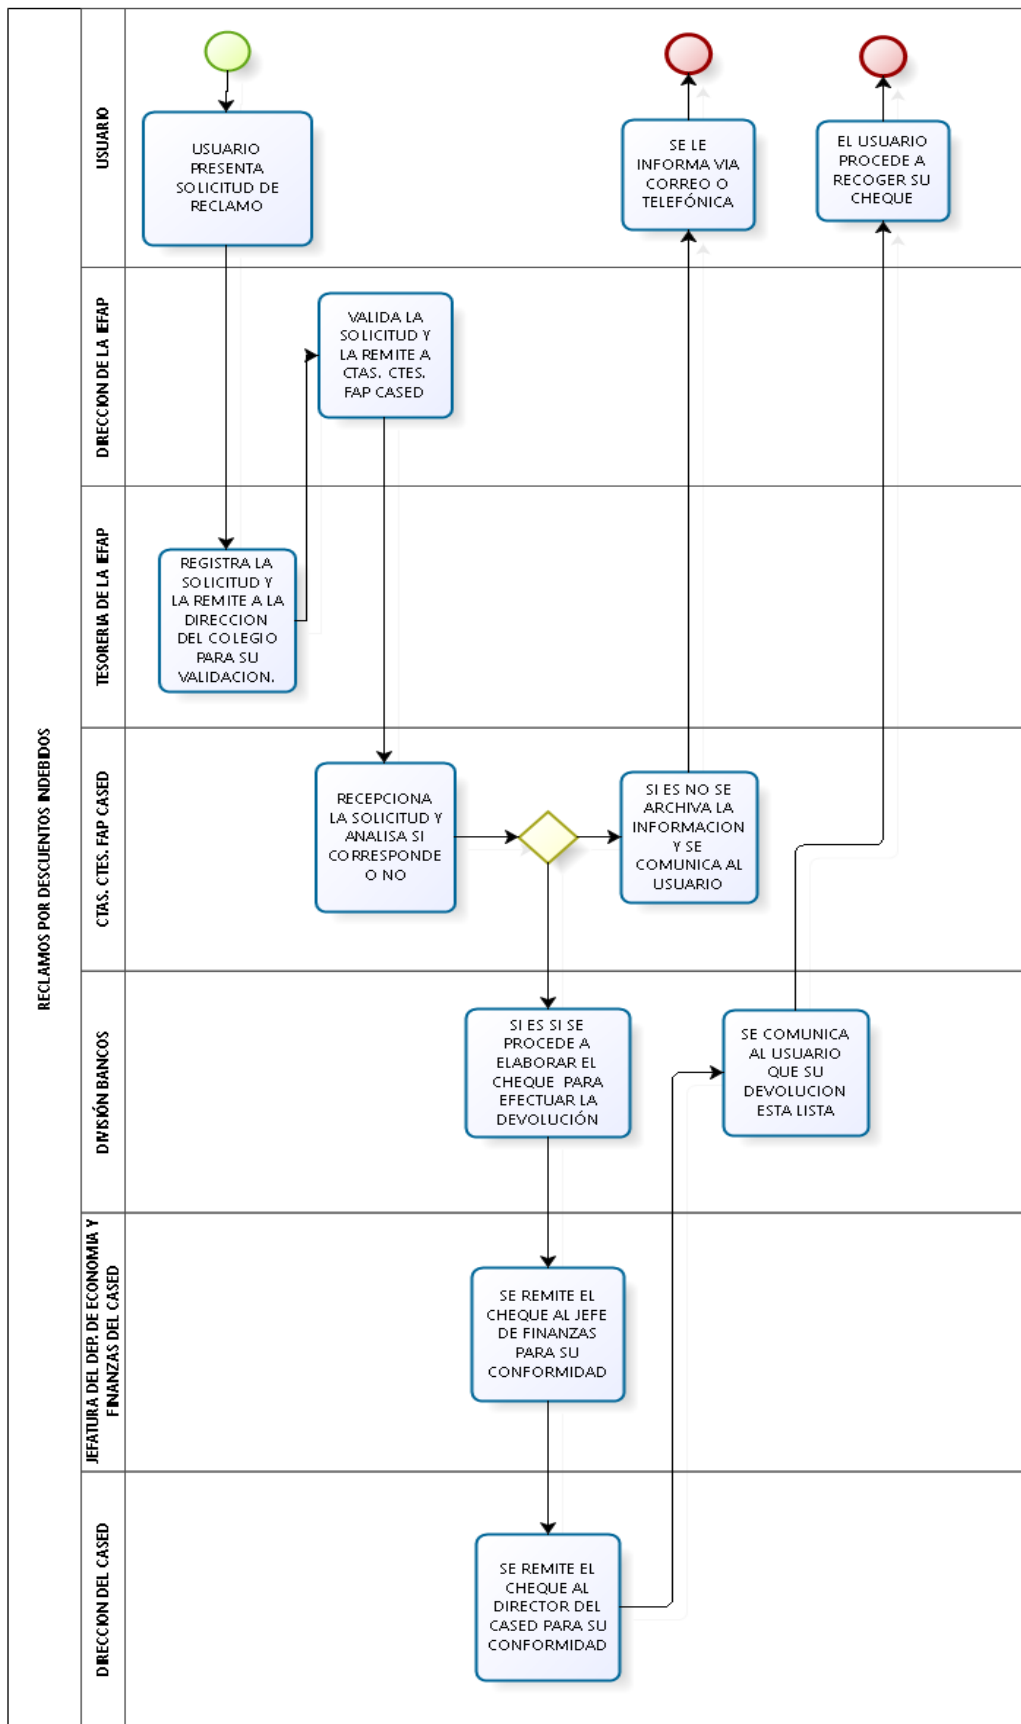 RECLAMOS POR DESCUENTOS INDEBIDOS
USUARIO
USUARIO
PRESENTA
SOLICITUD DE
RECLAMO
SE LE
INFORMA VIA
CORREO O
TELEFÓNICA
EL USUARIO
PROCEDE A
RECOGER SU
CHEQUE
DIRECCION DE LA IEFAP
VALIDA LA
SOLICITUD Y
LA REMITE A
CTAS. CTES.
FAP CASED
TESORERIA DE LA IEFAP
REGISTRA LA
SOLICITUD Y
LA REMITE A LA
DIRECCION
DEL COLEGIO
PARA SU
VALIDACION.
CTAS. CTES. FAP CASED
RECEPCIONA
LA SOLICITUD Y
ANALISA SI
CORRESPONDE
O NO
SI ES NO SE
ARCHIVA LA
INFORMACION
Y SE
COMUNICA AL
USUARIO
DIVISIÓN BANCOS
SI ES SI SE
PROCEDE A
ELABORAR EL
CHEQUE PARA
EFECTUAR LA
DEVOLUCIÓN
SE COMUNICA
AL USUARIO
QUE SU
DEVOLUCION
ESTA LISTA
JEFATURA DEL DEP. DE ECONOMIA Y
FINANZAS DEL CASED
SE REMITE EL
CHEQUE AL JEFE
DE FINANZAS
PARA SU
CONFORMIDAD
DIRECCION DEL CASED
SE REMITE EL
CHEQUE AL
DIRECTOR DEL
CASED PARA SU
CONFORMIDAD